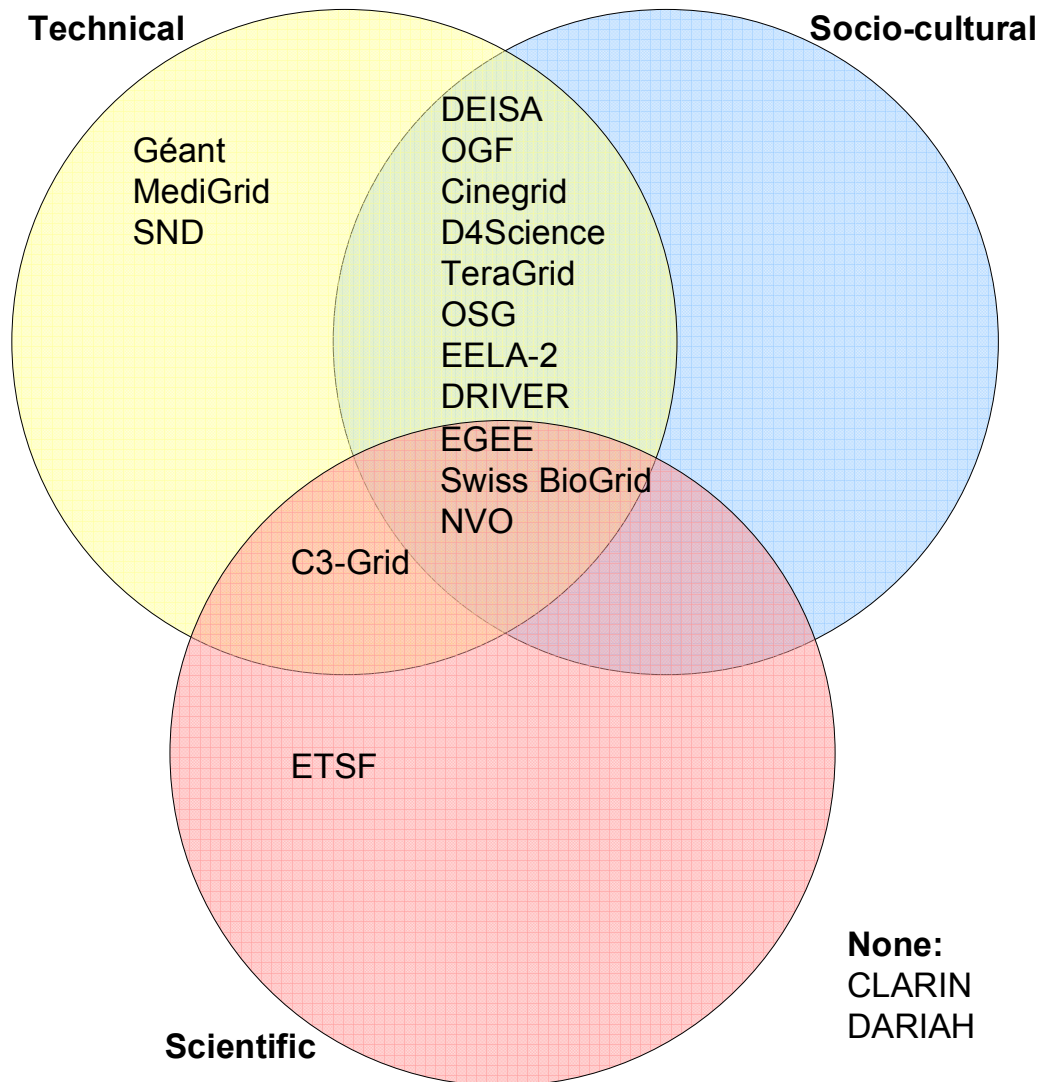 Technical
Socio-cultural
DEISA
OGF
Cinegrid
D4Science
TeraGrid
OSG
EELA-2
DRIVER
EGEE
Swiss BioGrid
NVO
Géant
MediGrid
SND
C3-Grid
ETSF
None:
CLARIN
DARIAH
Scientific